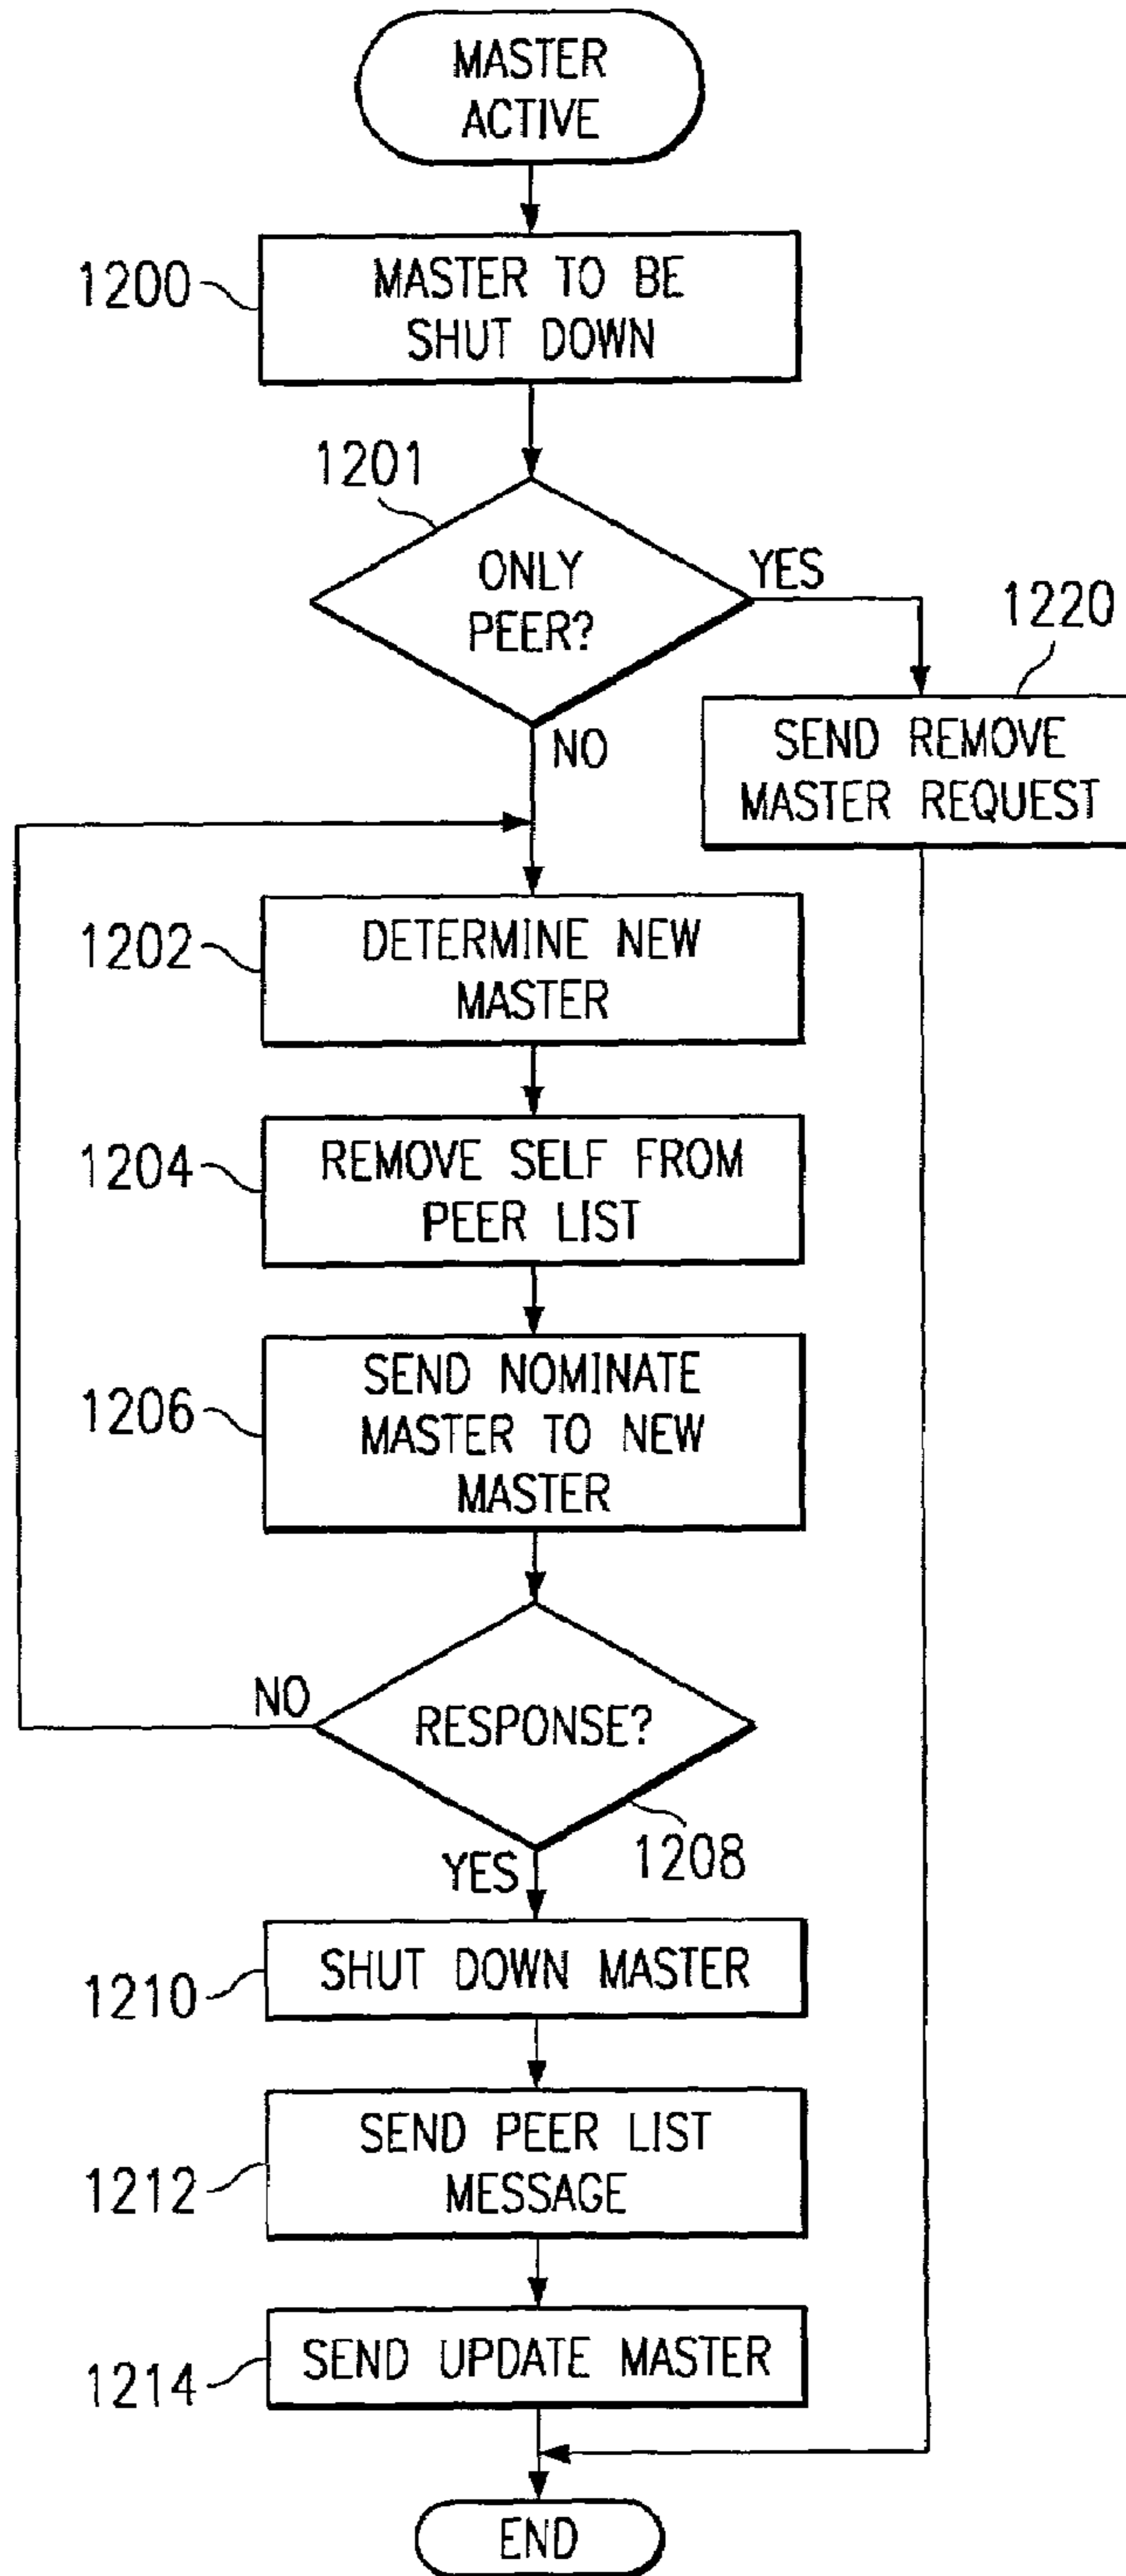 MASTER
ACTIVE
1200
MASTER TO BE
SHUT DOWN
1201
ONLY
PEER?
YES
1220
NO
SEND REMOVE
MASTER REQUEST
1202
DETERMINE NEW
MASTER
1204
REMOVE SELF FROM
PEER LIST
1206
SEND NOMINATE
MASTER TO NEW
MASTER
NO
RESPONSE?
1208
YES
1210
SHUT DOWN MASTER
1212
SEND PEER LIST
MESSAGE
1214
SEND UPDATE MASTER
END